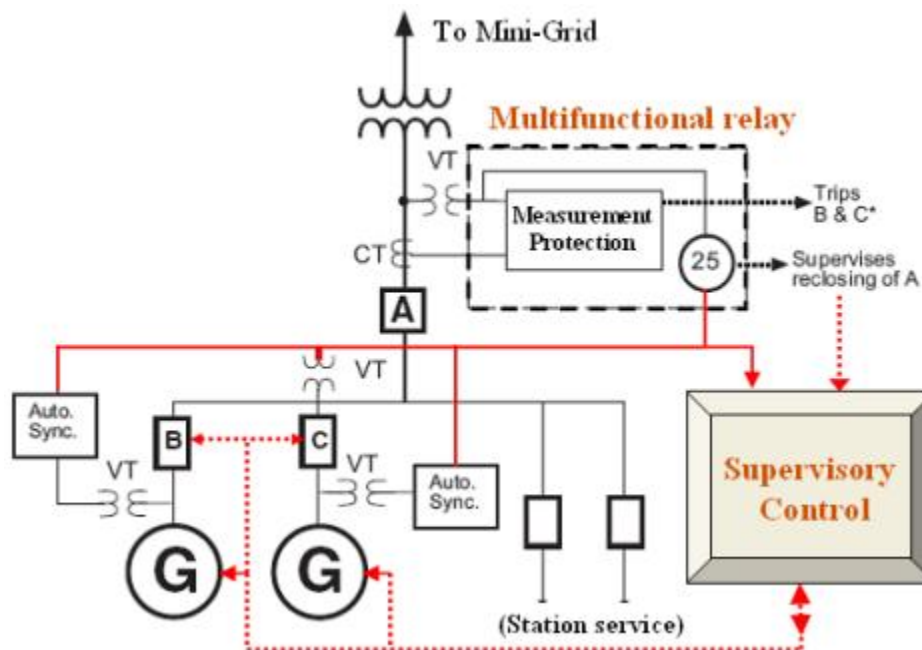 To Mini-Grid
Multifunctional relay
VT
Measurement
Protection
Trips
B & C*
CT
25
Supervises
reclosing of A
A
VT
Auto.
Sync.
B
C
VT
VT
Auto.
Sync.
Supervisory
Control
G
G
(Station service)